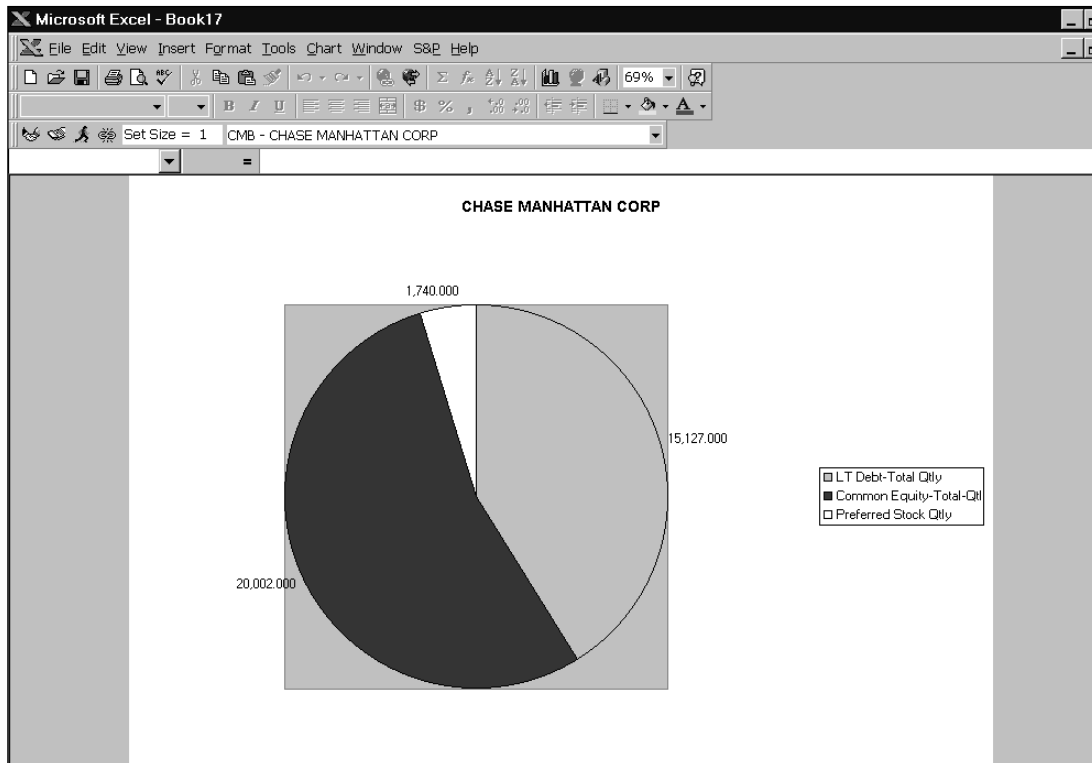 Microsoft Excel - Book17
File Edit View Insert Format Tools Chart Window S&P Help
69%
B I U $ % ,
Set Size = 1 CMB - CHASE MANHATTAN CORP
=
CHASE MANHATTAN CORP
1,740.000
15,127.000
LT Debt-Total Qtly
Common Equity-Total-Qtl
Preferred Stock Qtly
20,002.000